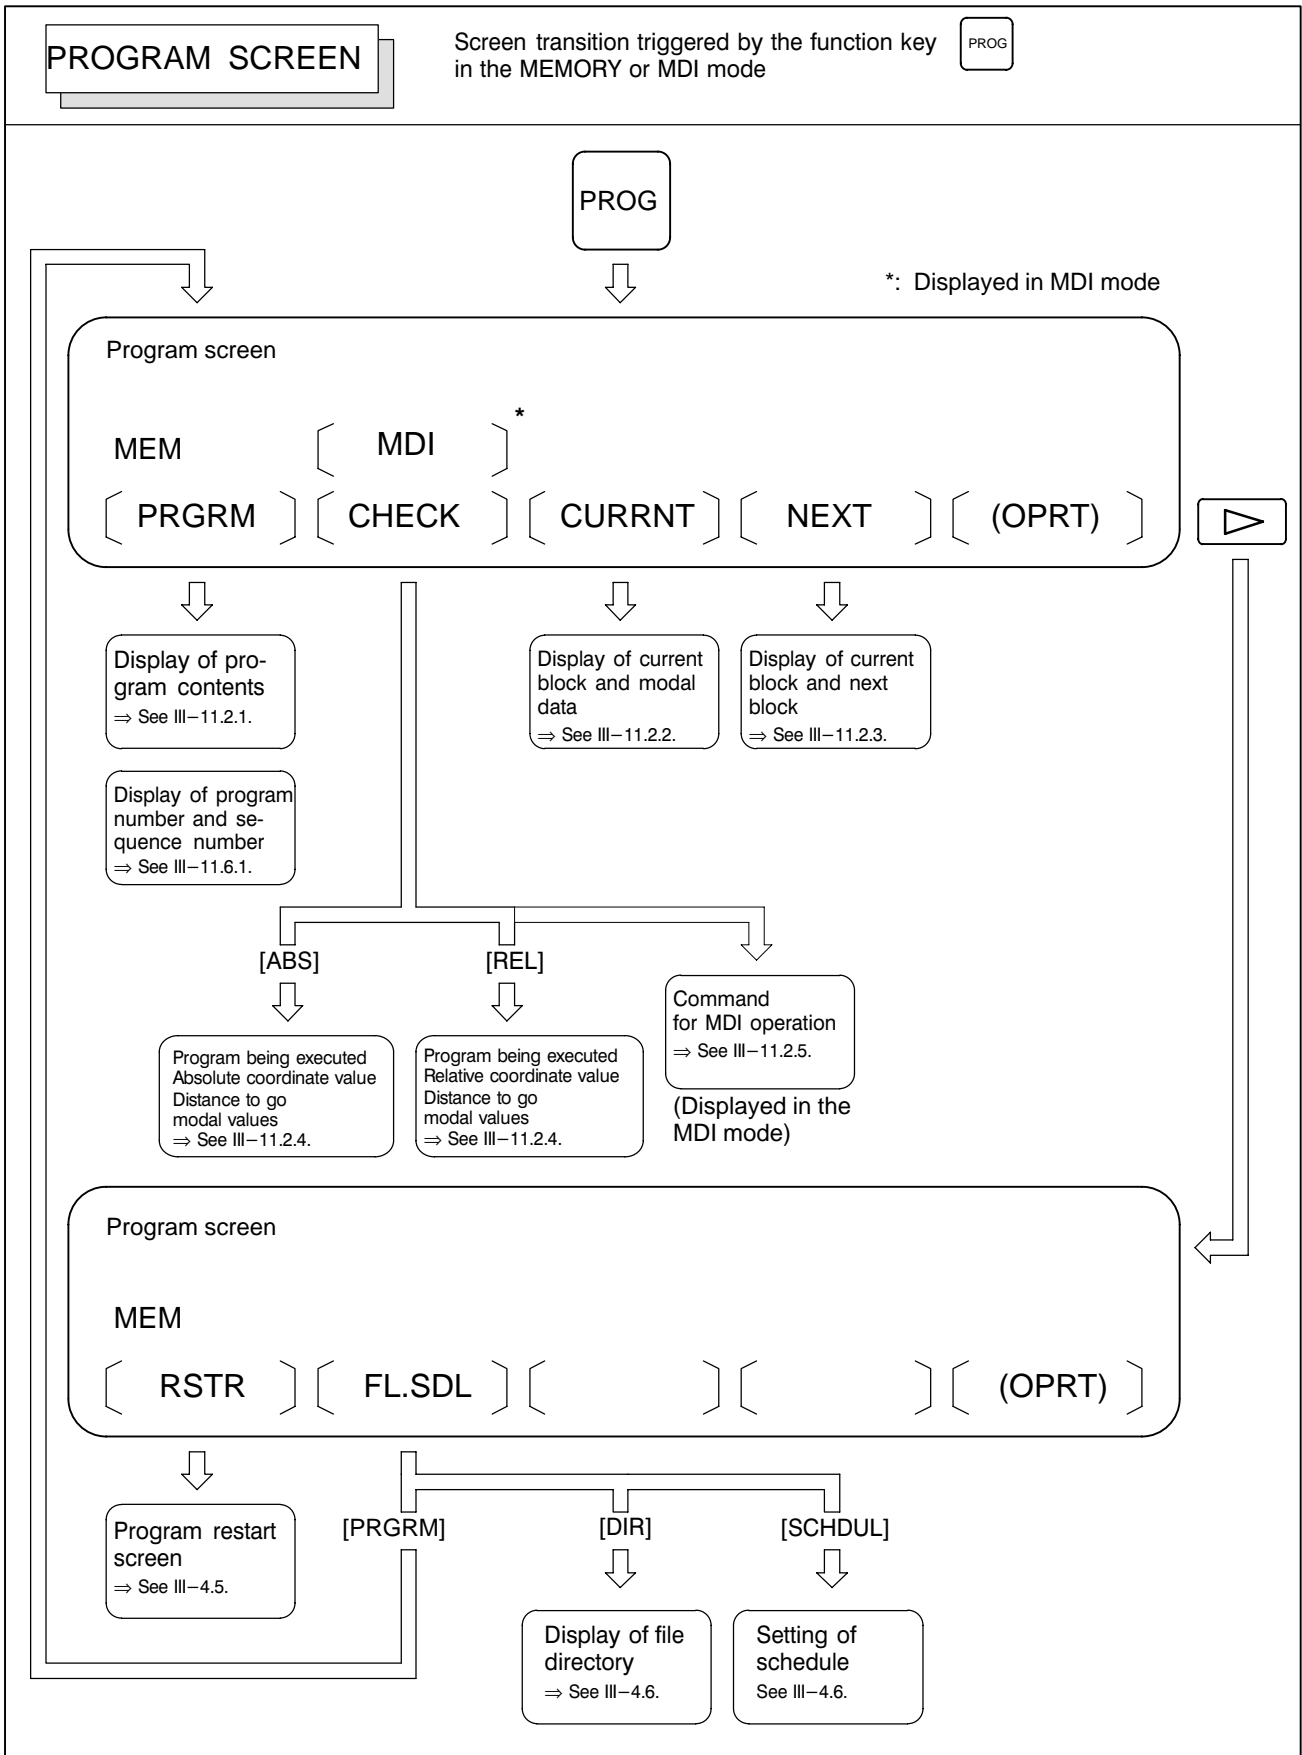 PROGRAM SCREEN
Screen transition triggered by the function key
in the MEMORY or MDI mode
PROG
PROG
*: Displayed in MDI mode
Program screen
MEM
[ MDI ] *
[ PRGRM ] [ CHECK ] [ CURRNT ] [ NEXT ] [ (OPRT) ]
Display of pro-
gram contents
⇒ See III−11.2.1.
Display of current
block and modal
data
⇒ See III−11.2.2.
Display of current
block and next
block
⇒ See III−11.2.3.
Display of program
number and se-
quence number
⇒ See III−11.6.1.
[ABS]
[REL]
Program being executed
Absolute coordinate value
Distance to go
modal values
⇒ See III−11.2.4.
Program being executed
Relative coordinate value
Distance to go
modal values
⇒ See III−11.2.4.
Command
for MDI operation
⇒ See III−11.2.5.
(Displayed in the
MDI mode)
Program screen
MEM
[ RSTR ] [ FL.SDL ] [ ] [ ] [ (OPRT) ]
Program restart
screen
⇒ See III−4.5.
[PRGRM]
[DIR]
[SCHDUL]
Display of file
directory
⇒ See III−4.6.
Setting of
schedule
See III−4.6.